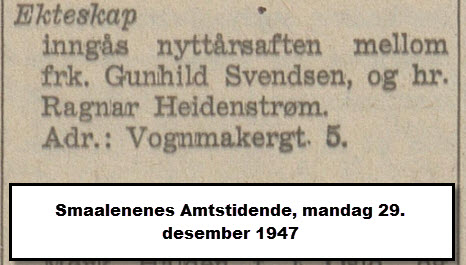 Ekteskap
inngås nyttårsaften mellom
frk. Gunhild Svendsen, og hr.
Ragnar Heidenstrøm.
Adr.: Vognmakergt. 5.
Smaalenenes Amtstidende, mandag 29.
desember 1947